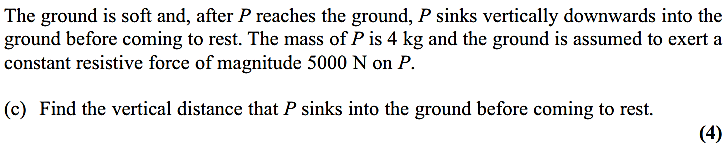 The ground is soft and, after P reaches the ground, P sinks vertically downwards into the
ground before coming to rest. The mass of P is 4 kg and the ground is assumed to exert a
constant resistive force of magnitude 5000 N on P.
(c) Find the vertical distance that P sinks into the ground before coming to rest.
(4)